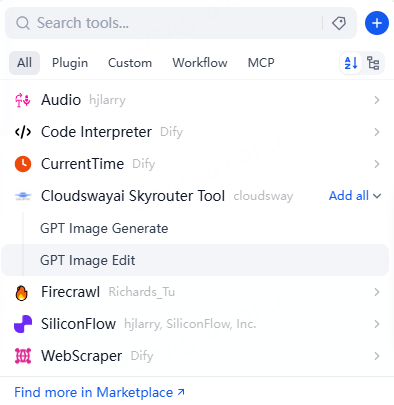 Search tools...
All Plugin Custom Workflow MCP
Audio hjlarry
Code Interpreter Dify
CurrentTime Dify
Cloudswayai Skyrouter Tool cloudsway Add all
GPT Image Generate
GPT Image Edit
Firecrawl Richards_Tu
SiliconFlow hjlarry, SiliconFlow, Inc.
WebScraper Dify
Find more in Marketplace